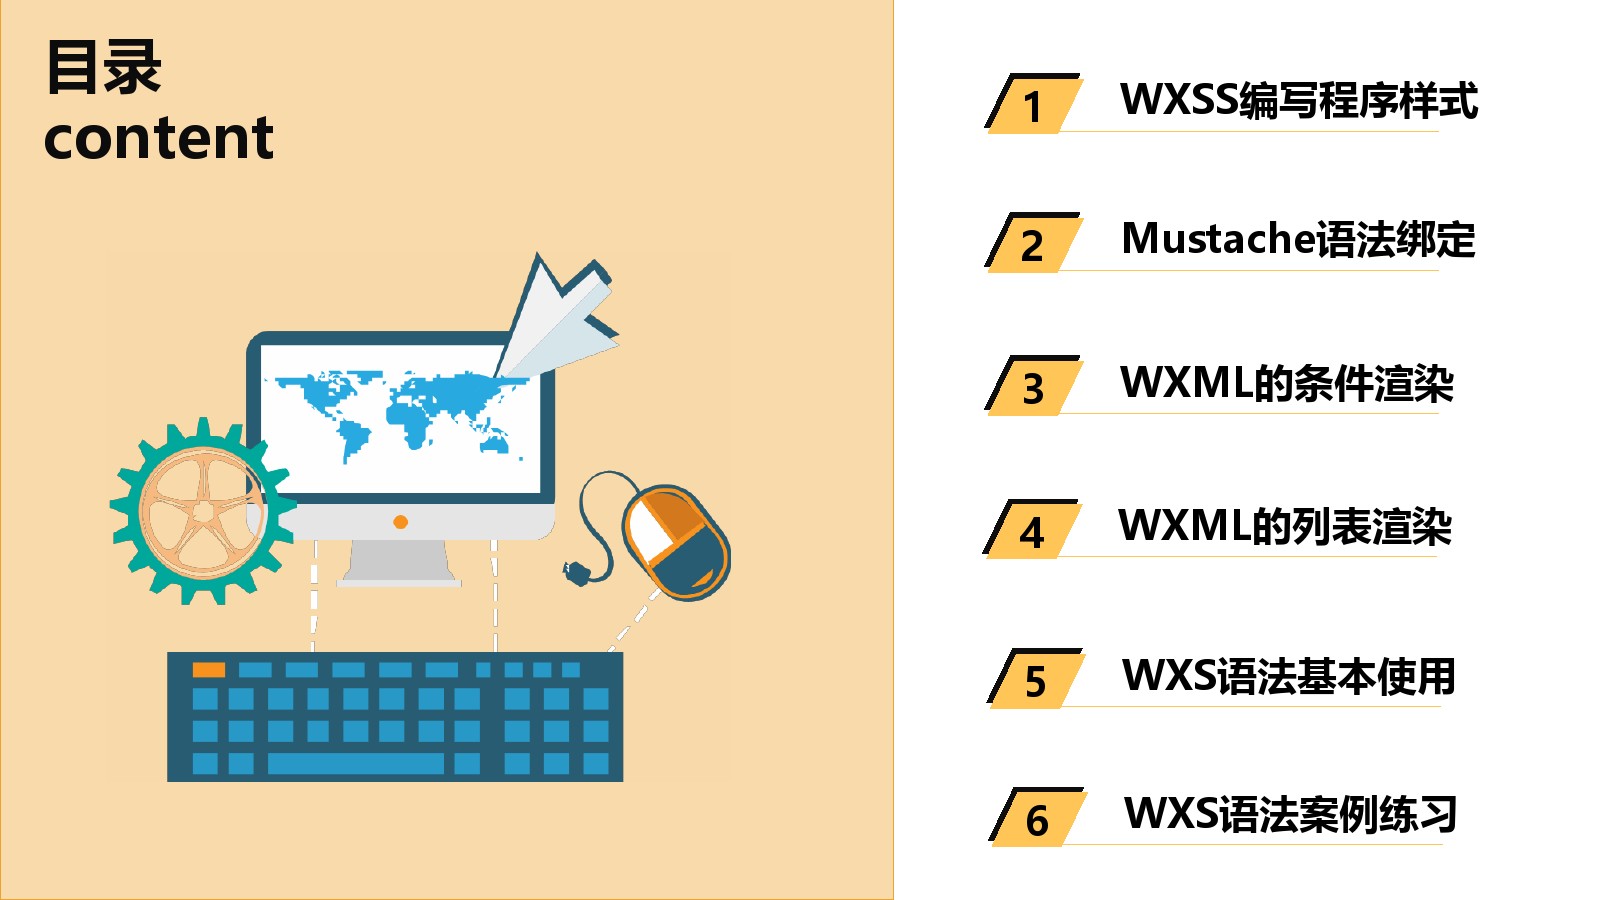 目录
content
1 WXSS编写程序样式
2 Mustache语法绑定
3 WXML的条件渲染
4 WXML的列表渲染
5 WXS语法基本使用
6 WXS语法案例练习